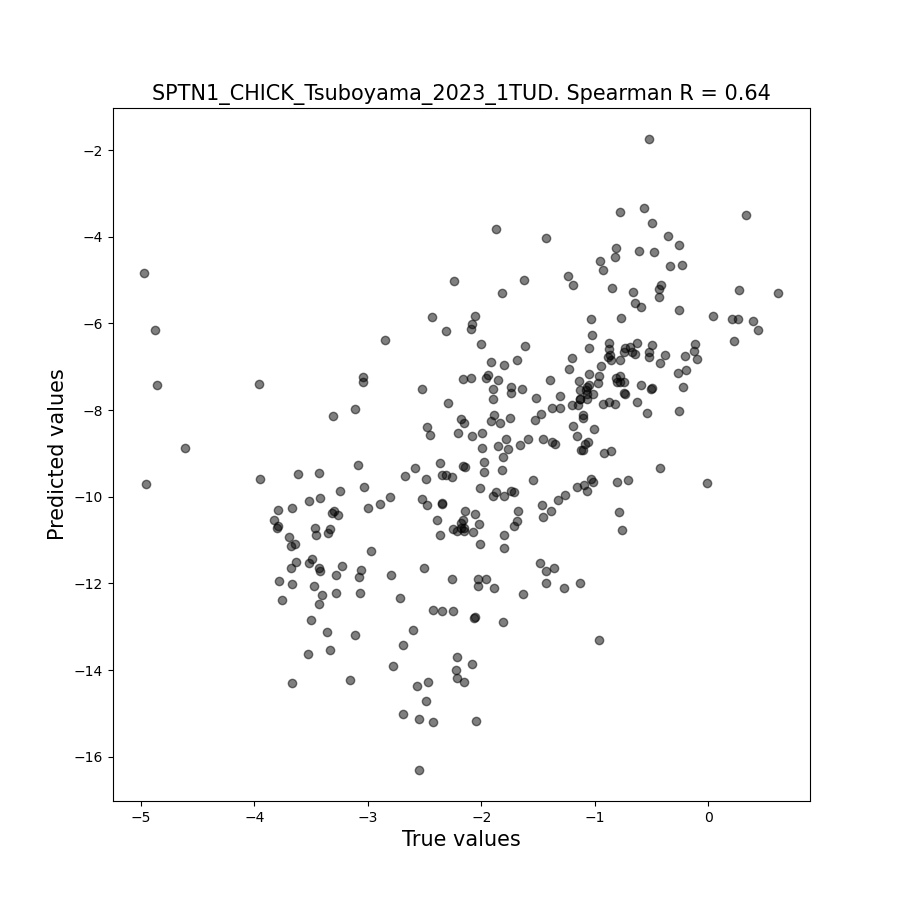 SPTN1_CHICK_Tsuboyama_2023_1TUD. Spearman R = 0.64
−2
−4
−6
−8
−10
−12
−14
−16
Predicted values
−5 −4 −3 −2 −1 0
True values